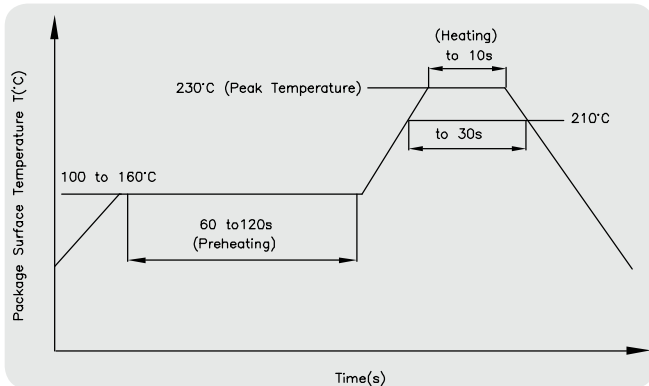 (Heating)
to 10s
230°C (Peak Temperature)
210°C
to 30s
100 to 160°C
60 to120s
(Preheating)
Package Surface Temperature T(°C)
Time(s)